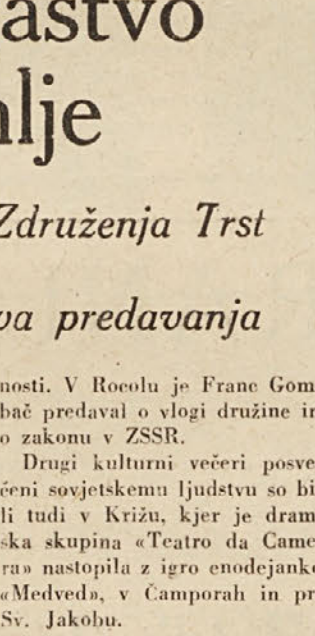 astvo
lje
Združenja Trst
va predavanja
nosti. V Rocolu je Franc Gom
bač predaval o vlogi družine in
o zakonu v ZSSR.
Drugi kulturni večeri posve
čeni sovjetskemu ljudstvu so bi
li tudi v Križu, kjer je dram
ska skupina «Teatro da Came
ra» nastopila z igro enodejanko
«Medved», v Čamporah in pr
Sv. Jakobu.